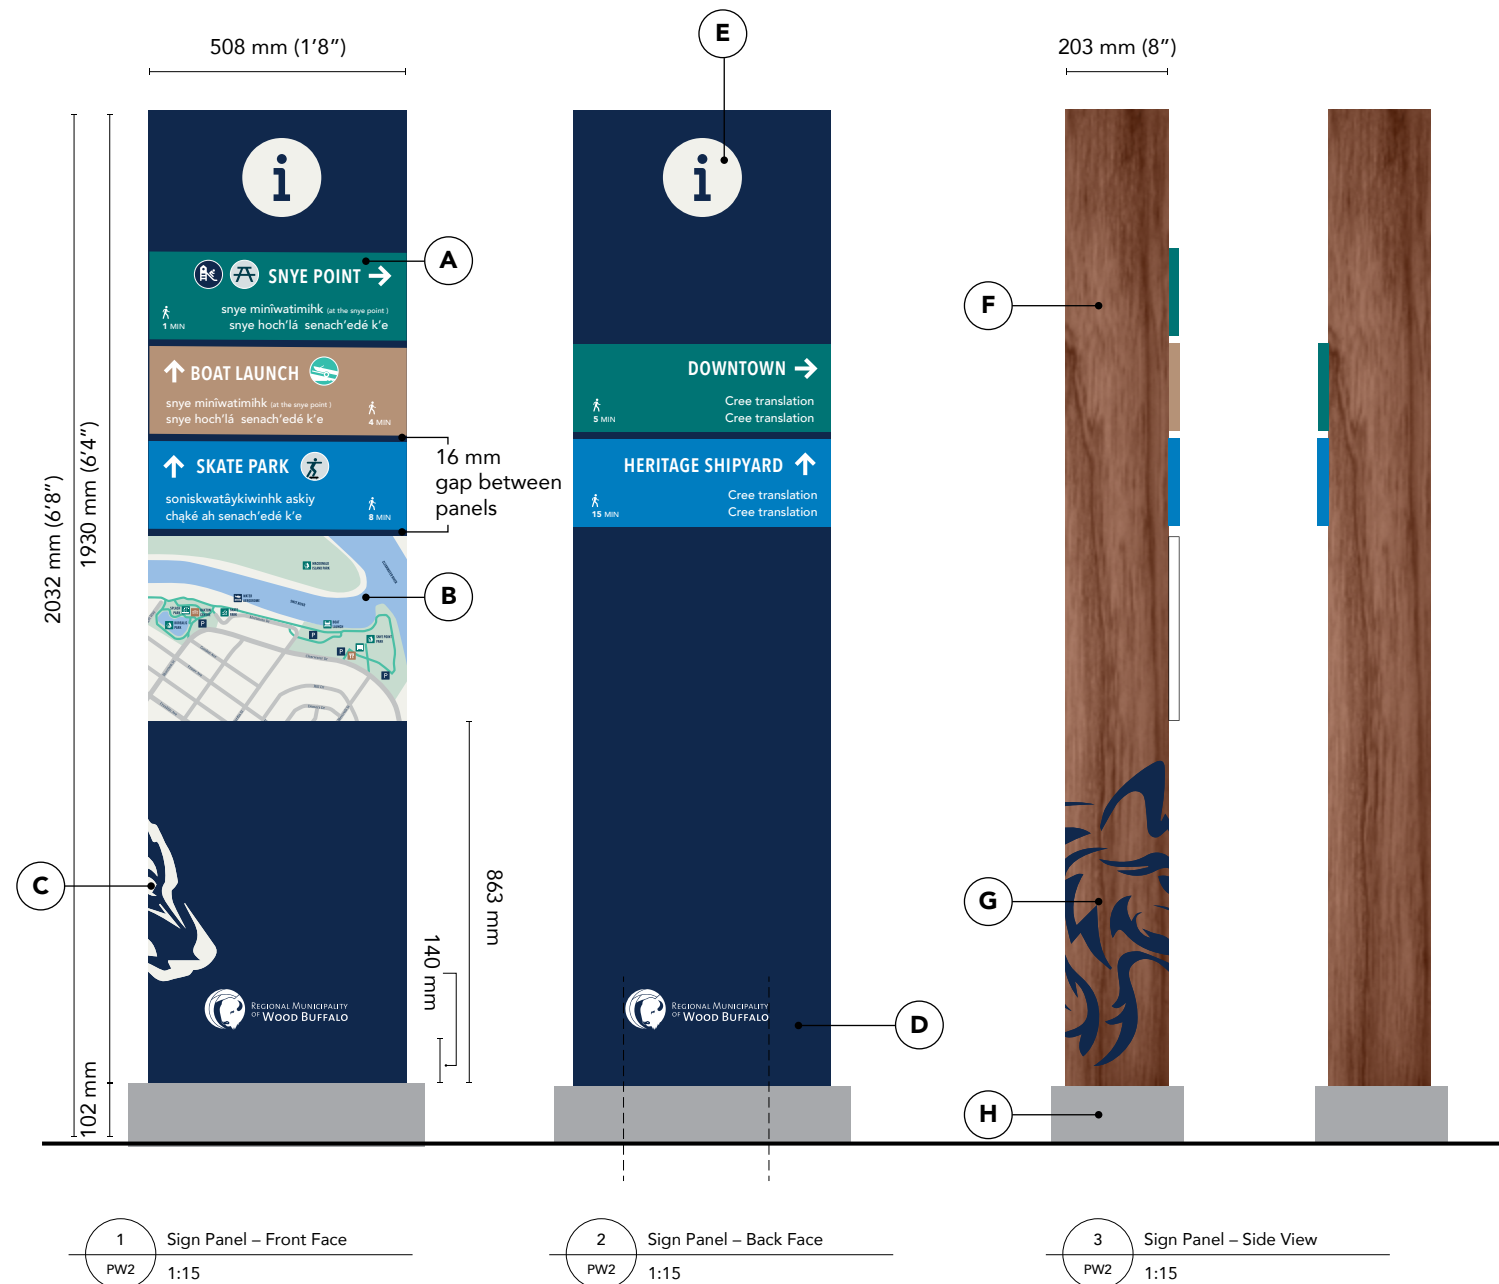 508 mm (1'8")
E
203 mm (8")
2032 mm (6'8")
1930 mm (6'4")
102 mm
i
A
SNYE POINT
snye minîwatimihk (at the snye point)
snye hoch'lá senach'edé k'e
1 MIN
BOAT LAUNCH
snye minîwatimihk (at the snye point)
snye hoch'lá senach'edé k'e
4 MIN
SKATE PARK
soniskwatâykiwinhk askiy
chąké ah senach'edé k'e
8 MIN
16 mm
gap between
panels
B
P
P
P
P
C
863 mm
140 mm
REGIONAL MUNICIPALITY
OF WOOD BUFFALO
i
DOWNTOWN
Cree translation
Cree translation
5 MIN
HERITAGE SHIPYARD
Cree translation
Cree translation
15 MIN
REGIONAL MUNICIPALITY
OF WOOD BUFFALO
D
F
G
H
1
PW2
Sign Panel – Front Face
1:15
2
PW2
Sign Panel – Back Face
1:15
3
PW2
Sign Panel – Side View
1:15